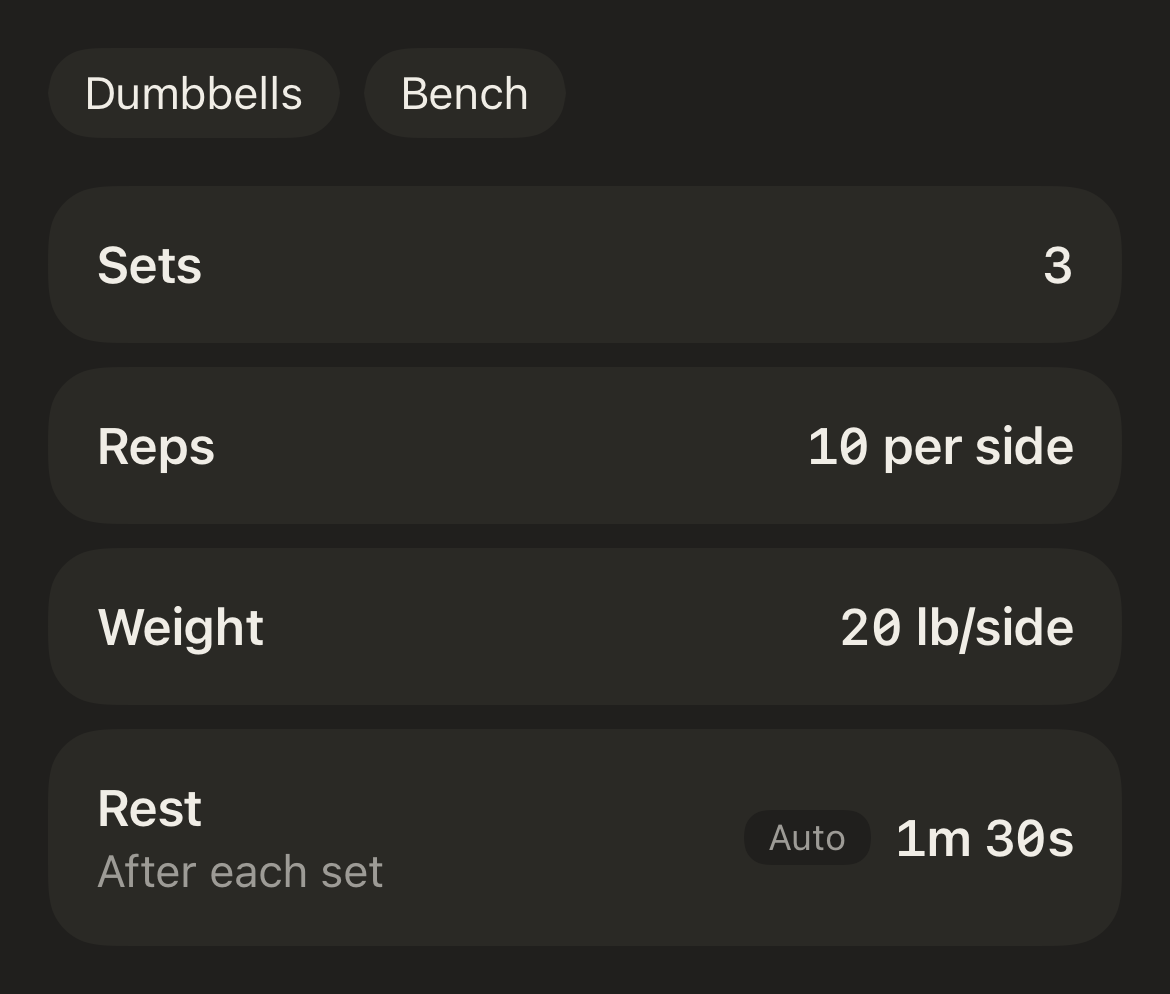 Dumbbells Bench
Sets 3
Reps 10 per side
Weight 20 lb/side
Rest
After each set
Auto 1m 30s